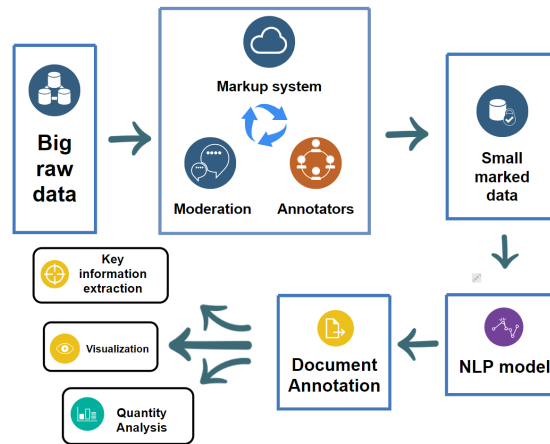 Big
raw
data
Markup system
Moderation
Annotators
Small
marked
data
NLP model
Document
Annotation
Key
information
extraction
Visualization
Quantity
Analysis